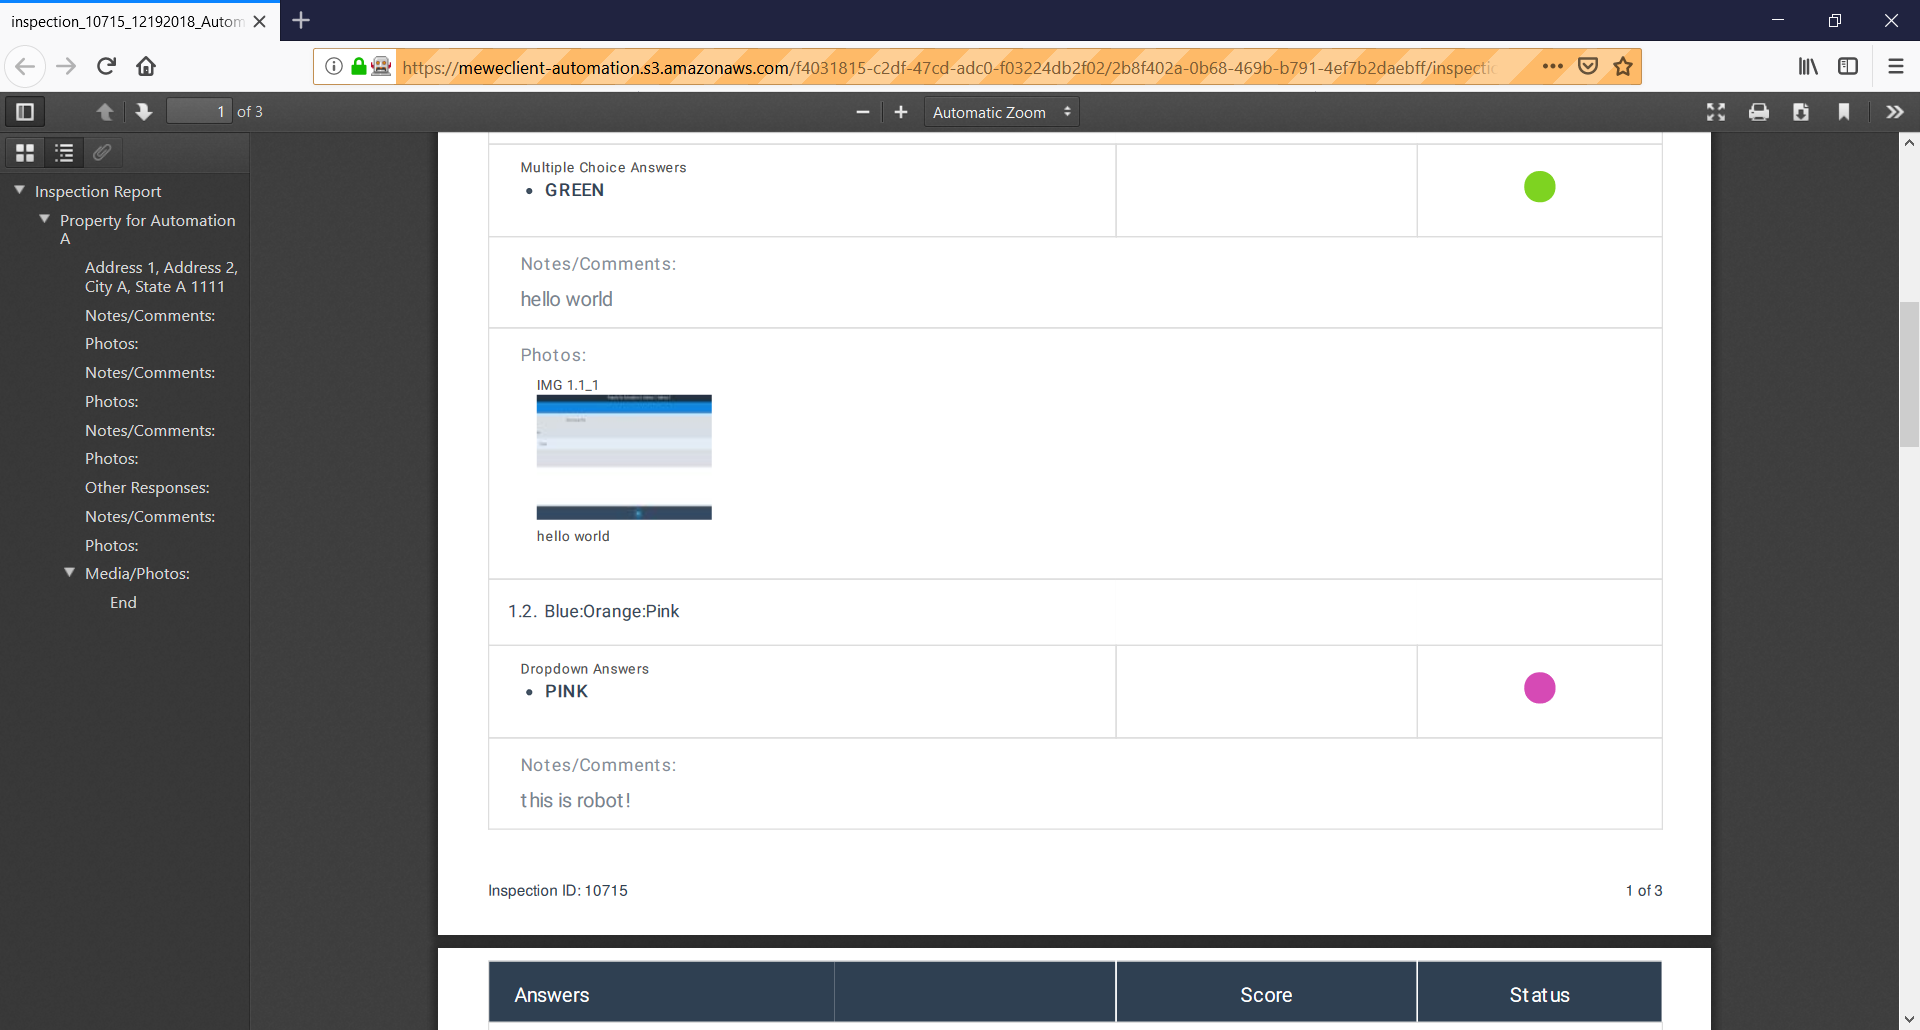 inspection_10715_12192018_Autom
https://meweclient-automation.s3.amazonaws.com/f4031815-c2df-47cd-adc0-f03224db2f02/2b8f402a-0b68-469b-b791-4ef7b2daebff/inspectio
1 of 3
Automatic Zoom
Inspection Report
Property for Automation
A
Address 1, Address 2,
City A, State A 1111
Notes/Comments:
Photos:
Notes/Comments:
Photos:
Notes/Comments:
Photos:
Other Responses:
Notes/Comments:
Photos:
Media/Photos:
End
Multiple Choice Answers
• GREEN
Notes/Comments:
hello world
Photos:
IMG 1.1_1
hello world
1.2. Blue:Orange:Pink
Dropdown Answers
• PINK
Notes/Comments:
this is robot!
Inspection ID: 10715
1 of 3
Answers
Score
Status